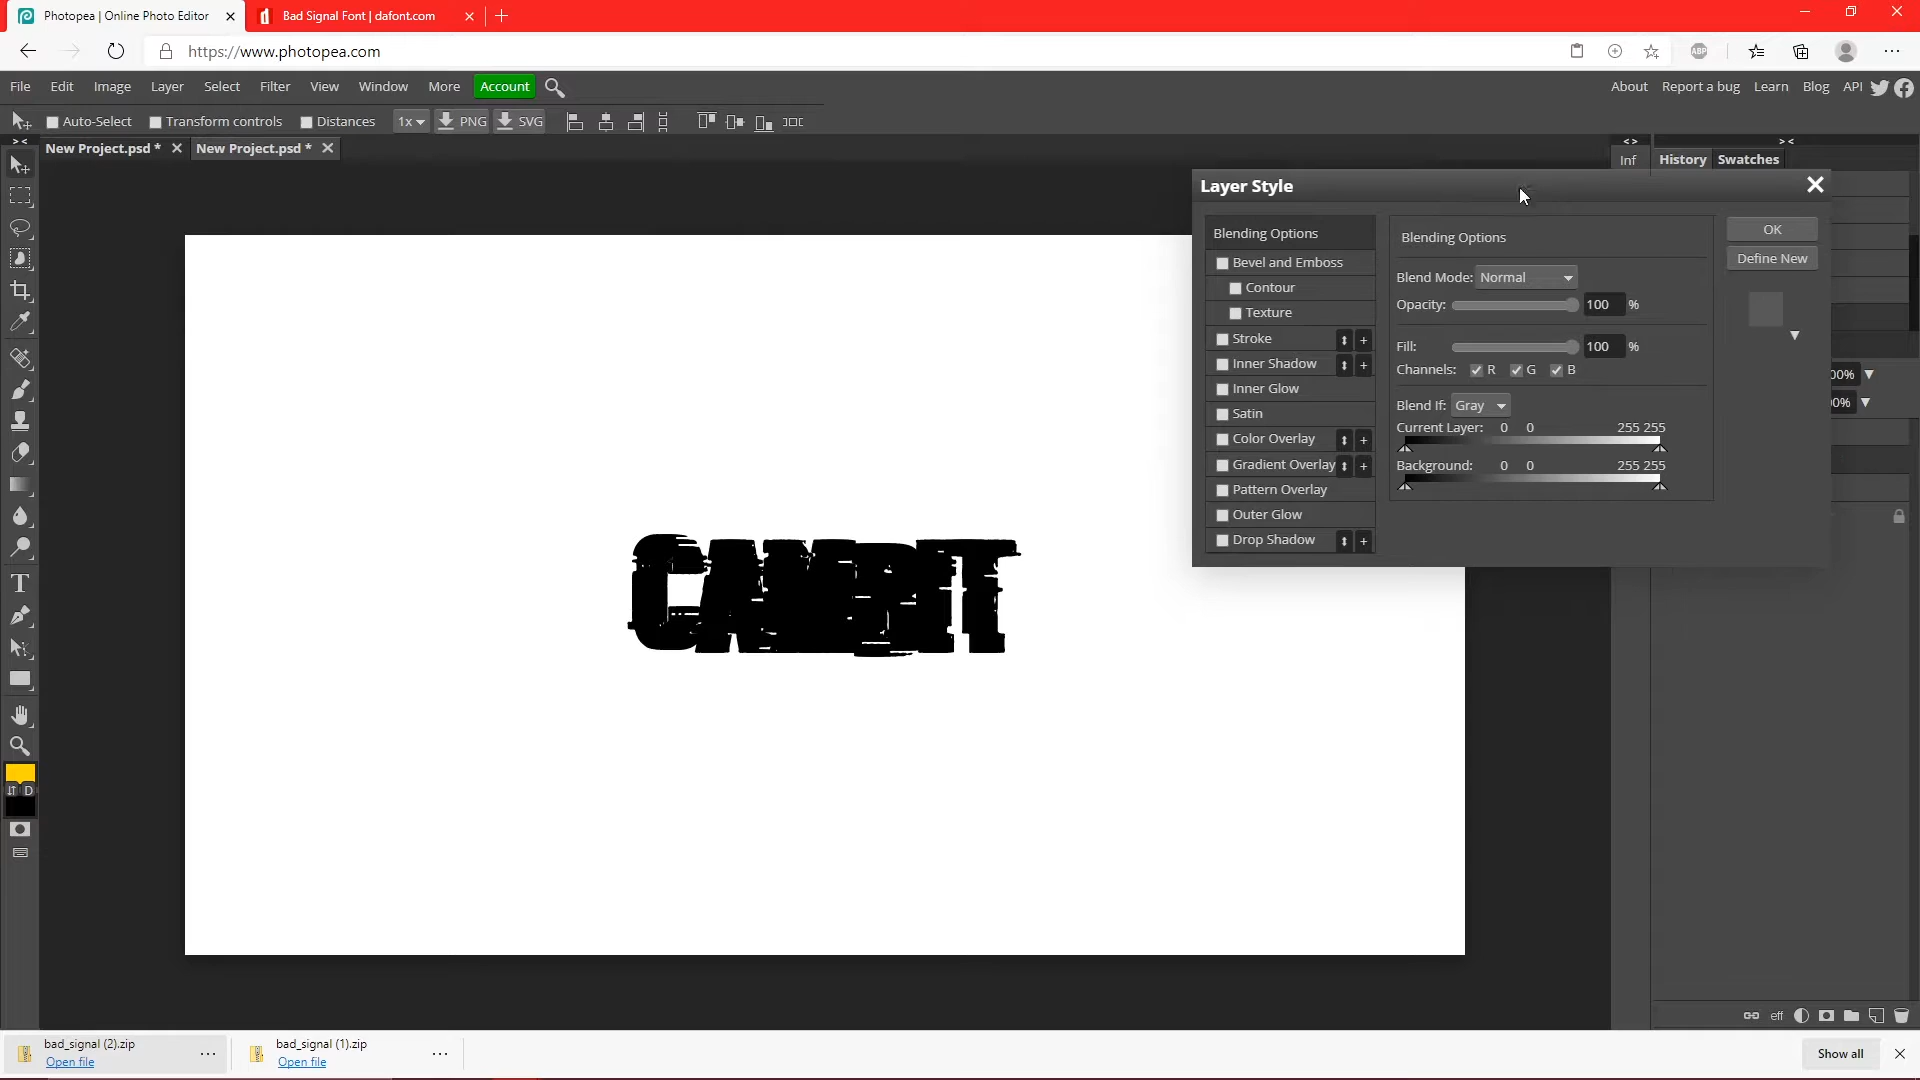 Photopea | Online Photo Editor
Bad Signal Font | dafont.com
https://www.photopea.com
ABP
File Edit Image Layer Select Filter View Window More Account
About Report a bug Learn Blog API
Auto-Select Transform controls Distances 1x PNG SVG
New Project.psd * New Project.psd *
Inf History Swatches
Layer Style
Blending Options
Bevel and Emboss
Contour
Texture
Stroke
Inner Shadow
Inner Glow
Satin
Color Overlay
Gradient Overlay
Pattern Overlay
Outer Glow
Drop Shadow
Blending Options
Blend Mode: Normal
Opacity: 100 %
Fill: 100 %
Channels: R G B
Blend If: Gray
Current Layer: 0 0 255 255
Background: 0 0 255 255
OK
Define New
00%
0%
T
D
eff
bad_signal (2).zip
Open file
bad_signal (1).zip
Open file
Show all